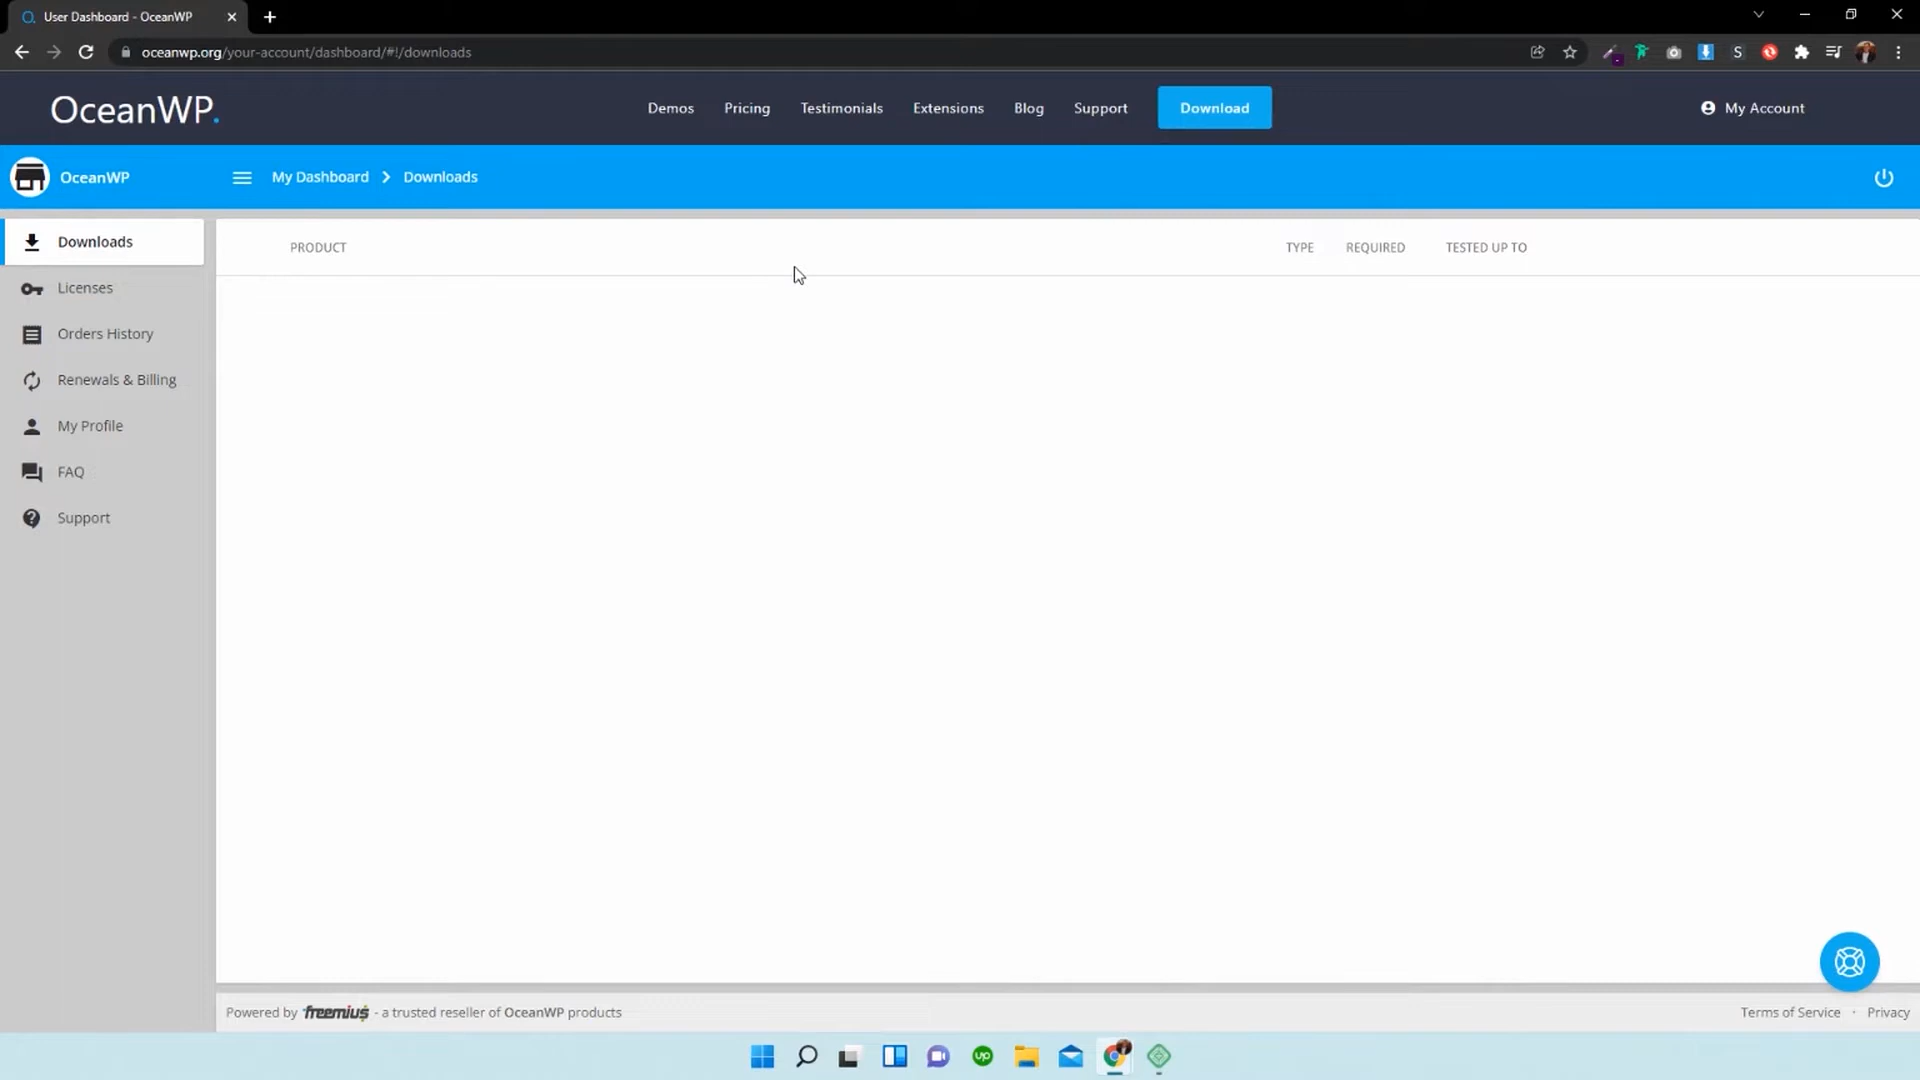 User Dashboard - OceanWP
oceanwp.org/your-account/dashboard/#!/downloads
S
OceanWP.
Demos
Pricing
Testimonials
Extensions
Blog
Support
Download
My Account
OceanWP
My Dashboard
Downloads
Downloads
Licenses
Orders History
Renewals & Billing
My Profile
FAQ
Support
PRODUCT
TYPE
REQUIRED
TESTED UP TO
Powered by freemius - a trusted reseller of OceanWP products
Terms of Service · Privacy
up